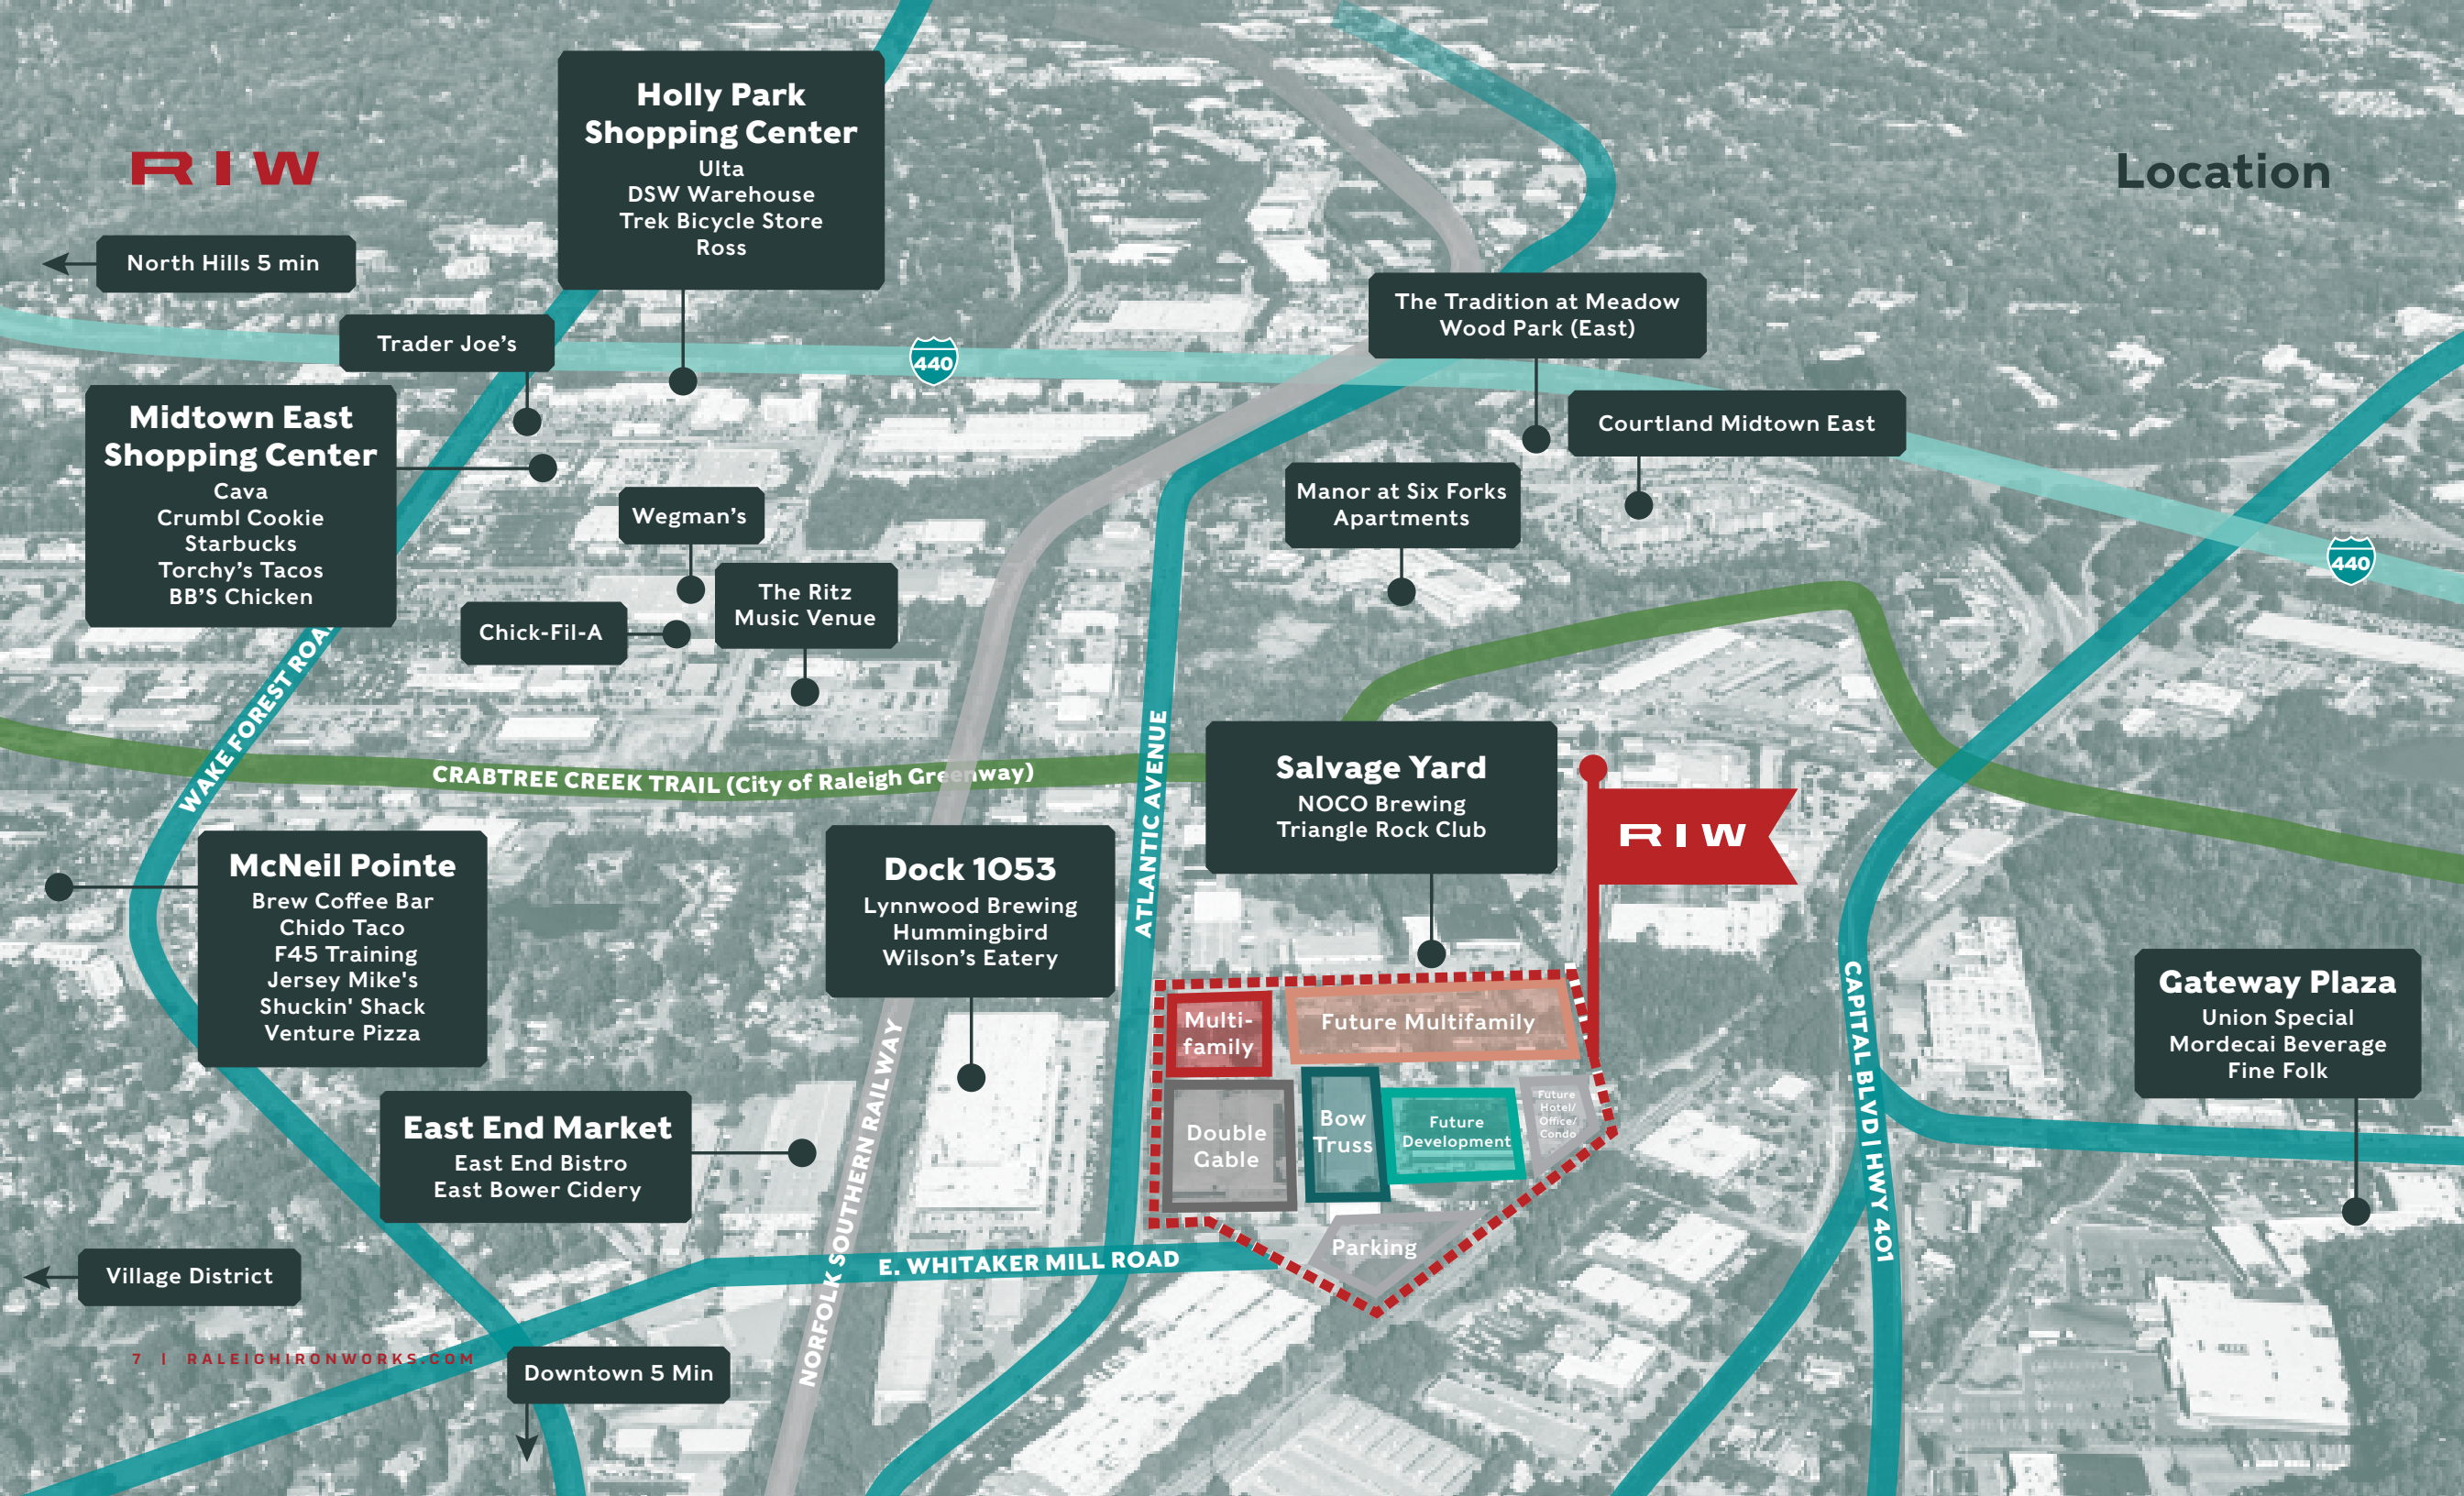 RIW
Location
Holly Park
Shopping Center
Ulta
DSW Warehouse
Trek Bicycle Store
Ross
North Hills 5 min
Trader Joe's
440
The Tradition at Meadow
Wood Park (East)
Midtown East
Shopping Center
Cava
Crumbl Cookie
Starbucks
Torchy's Tacos
BB'S Chicken
Courtland Midtown East
Manor at Six Forks
Apartments
Wegman's
440
The Ritz
Music Venue
Chick-Fil-A
WAKE FOREST ROAD
CRABTREE CREEK TRAIL (City of Raleigh Greenway)
ATLANTIC AVENUE
Salvage Yard
NOCO Brewing
Triangle Rock Club
RIW
McNeil Pointe
Brew Coffee Bar
Chido Taco
F45 Training
Jersey Mike's
Shuckin' Shack
Venture Pizza
Dock 1053
Lynnwood Brewing
Hummingbird
Wilson's Eatery
CAPITAL BLVD | HWY 401
Gateway Plaza
Union Special
Mordecai Beverage
Fine Folk
Multi-
family
Future Multifamily
Double
Gable
Bow
Truss
Future
Development
Future
Hotel/
Office/
Condo
Parking
East End Market
East End Bistro
East Bower Cidery
NORFOLK SOUTHERN RAILWAY
E. WHITAKER MILL ROAD
Village District
Downtown 5 Min
7 | RALEIGHIRONWORKS.COM